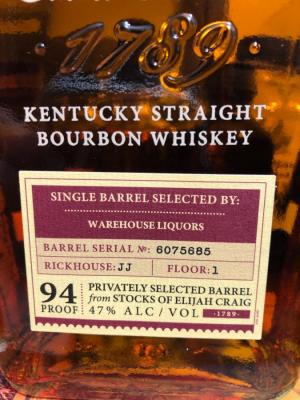 1789
KENTUCKY STRAIGHT
BOURBON WHISKEY
SINGLE BARREL SELECTED BY:
WAREHOUSE LIQUORS
BARREL SERIAL №: 6075685
RICKHOUSE: JJ FLOOR: 1
94 PROOF
PRIVATELY SELECTED BARREL
from STOCKS OF ELIJAH CRAIG
47% ALC / VOL -1789-